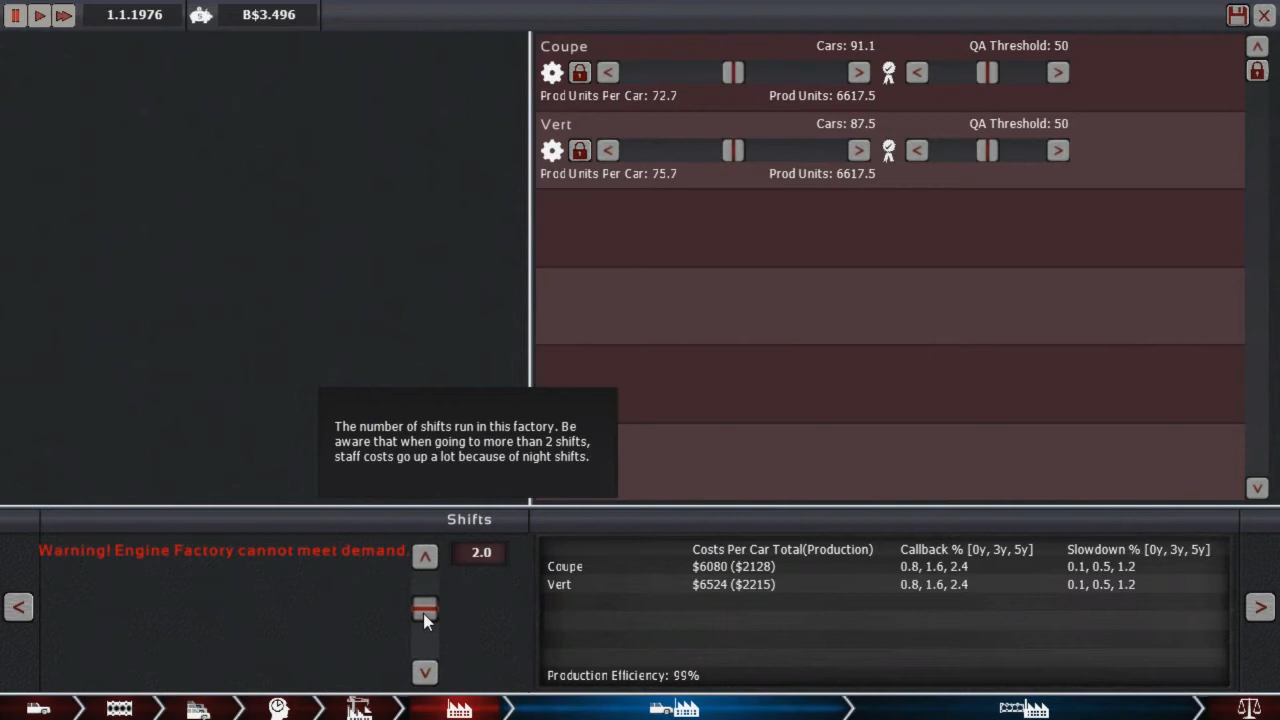 1.1.1976
B$3.496
Coupe
Cars: 91.1
QA Threshold: 50
Prod Units Per Car: 72.7
Prod Units: 6617.5
Vert
Cars: 87.5
QA Threshold: 50
Prod Units Per Car: 75.7
Prod Units: 6617.5
The number of shifts run in this factory. Be
aware that when going to more than 2 shifts,
staff costs go up a lot because of night shifts.
Shifts
Warning! Engine Factory cannot meet demand.
2.0
Costs Per Car Total(Production)
Callback % [0y, 3y, 5y]
Slowdown % [0y, 3y, 5y]
Coupe
$6080 ($2128)
0.8, 1.6, 2.4
0.1, 0.5, 1.2
Vert
$6524 ($2215)
0.8, 1.6, 2.4
0.1, 0.5, 1.2
Production Efficiency: 99%